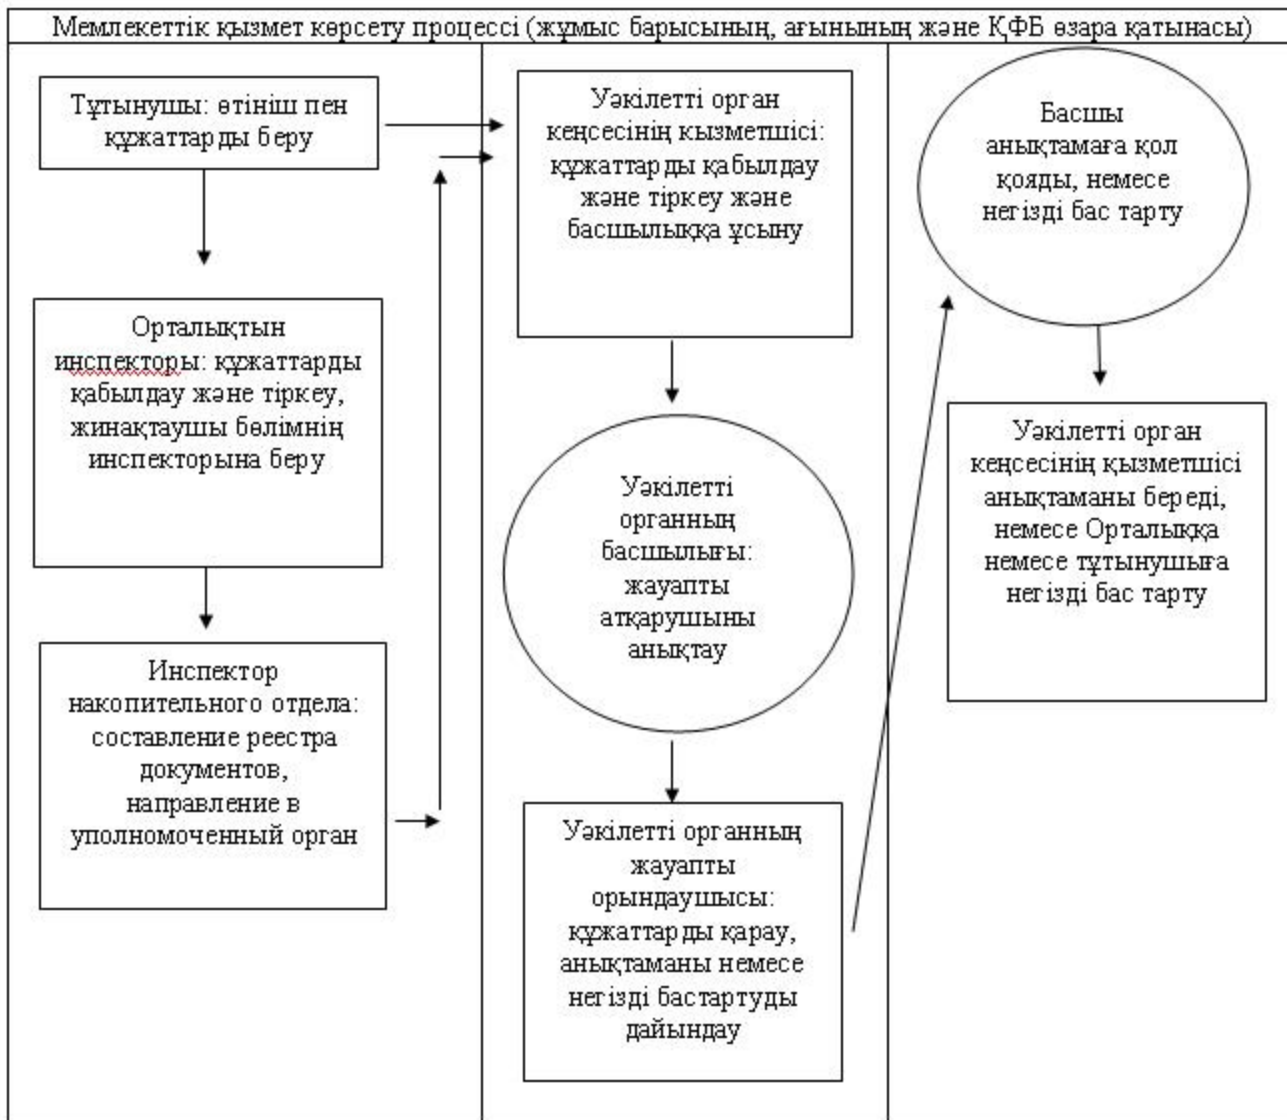 Мемлекеттік қызмет көрсету процессі (жұмыс барысының, ағынының және ҚФБ өзара қатынасы)
Тұтынушы: өтініш пен
құжаттарды беру
Орталықтын
инспекторы: құжаттарды
қабылдау және тіркеу,
жинақтаушы бөлімнің
инспекторына беру
Инспектор
накопительного отдела:
составление реестра
документов,
направление в
уполномоченный орган
Уәкілетті орган
кеңсесінің кызметшісі:
құжаттарды қабылдау
және тіркеу және
басшылыққа ұсыну
Уәкілетті
органның
басшылығы:
жауапты
атқарушыны
анықтау
Уәкілетті органның
жауапты
орындаушысы:
құжаттарды қарау,
анықтаманы немесе
негізді бастартуды
дайындау
Басшы
анықтамаға қол
қояды, немесе
негізді бас тарту
Уәкілетті орган
кеңсесінің қызметшісі
анықтаманы береді,
немесе Орталыққа
немесе тұтынушыға
негізді бас тарту